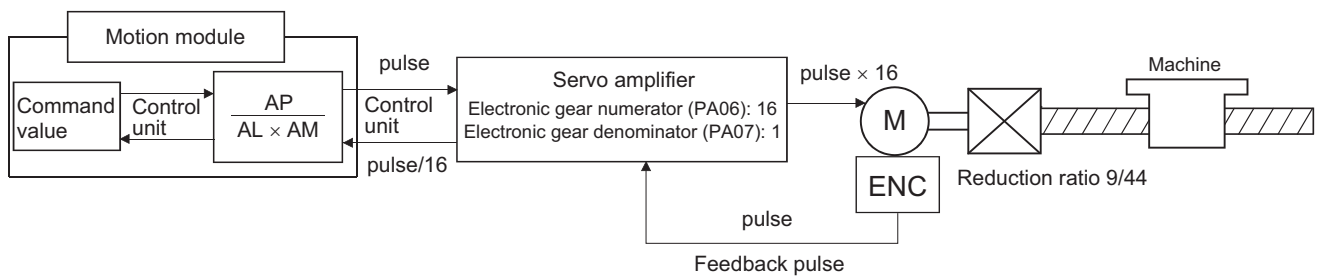 Motion module
Command
value
Control
unit
AP
AL × AM
pulse
Control
unit
pulse/16
Servo amplifier
Electronic gear numerator (PA06): 16
Electronic gear denominator (PA07): 1
pulse × 16
M
ENC
Machine
Reduction ratio 9/44
pulse
Feedback pulse